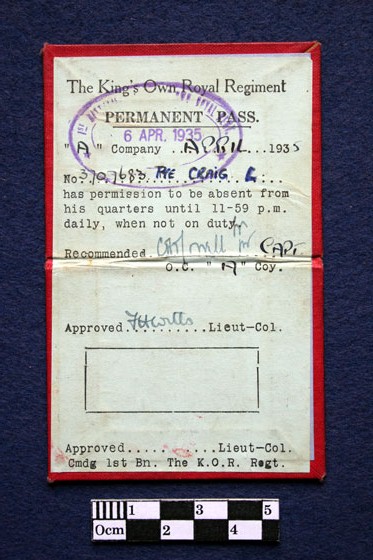 The King's Own Royal Regiment
PERMANENT PASS.
6 APR. 1935
"A" Company ..APRIL...1935
No. 3707683 PTE CRAIG L....
has permission to be absent from
his quarters until 11-59 p.m.
daily, when not on duty.
Recommended. CAPT
O.C. "A" Coy.
Approved..........Lieut-Col.
Approved..... ....Lieut-Col.
Cmdg 1st Bn. The K.O.R. Regt.
1 3 5
0cm 2 4